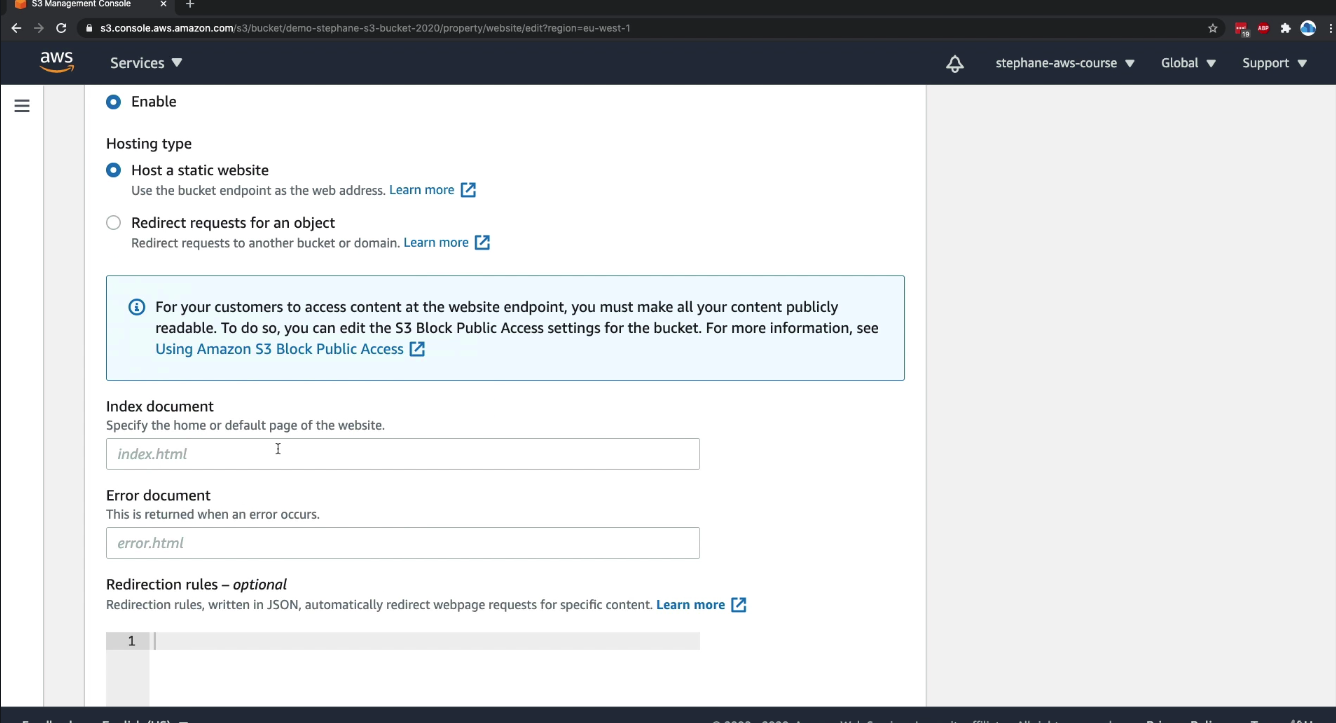 S3 Management Console
s3.console.aws.amazon.com/s3/bucket/demo-stephane-s3-bucket-2020/property/website/edit?region=eu-west-1
19
ABP
aws
Services
stephane-aws-course
Global
Support
Enable
Hosting type
Host a static website
Use the bucket endpoint as the web address. Learn more
Redirect requests for an object
Redirect requests to another bucket or domain. Learn more
For your customers to access content at the website endpoint, you must make all your content publicly
readable. To do so, you can edit the S3 Block Public Access settings for the bucket. For more information, see
Using Amazon S3 Block Public Access
Index document
Specify the home or default page of the website.
index.html
Error document
This is returned when an error occurs.
error.html
Redirection rules – optional
Redirection rules, written in JSON, automatically redirect webpage requests for specific content. Learn more
1